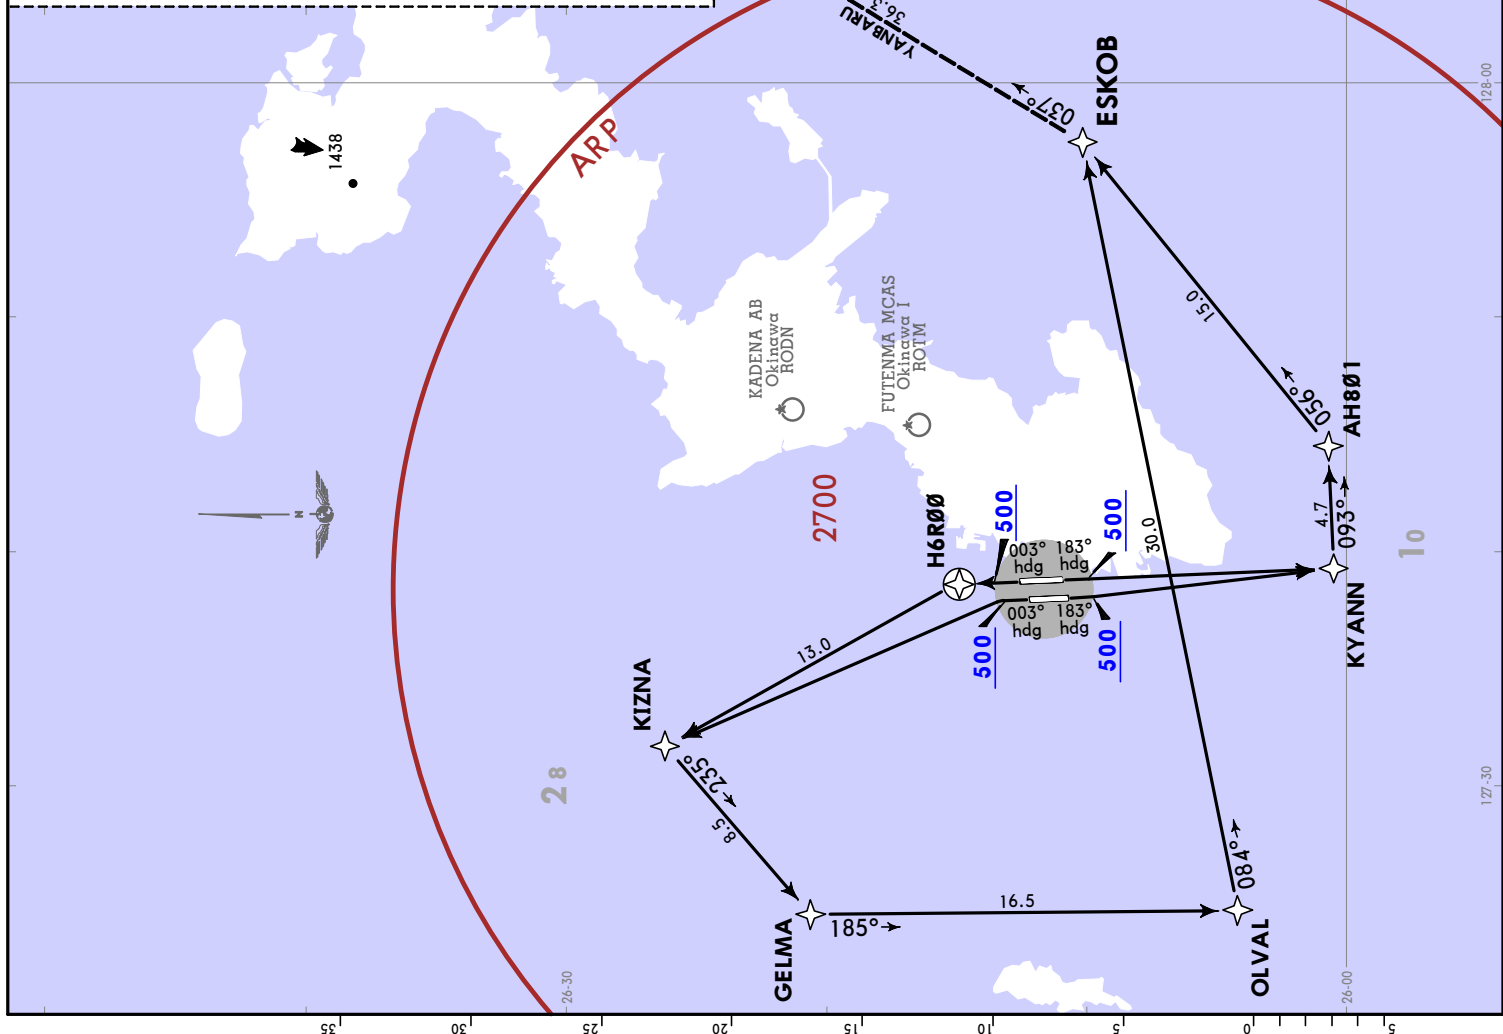 36.3
YANBARU
037°
ESKOB
128-00
1438
ARP
KADENA AB
Okinawa
RODN
FUTENMA MCAS
Okinawa I
ROTM
15.0
056°
AH8Ø1
N
2700
H6RØØ
500
500
003°
hdg
183°
hdg
003°
hdg
183°
hdg
500
500
30.0
4.7
093°
KYANN
10
13.0
KIZNA
235°
8.5
28
127-30
GELMA
185°
16.5
084°
OLVAL
26-30
26-00
35
30
25
20
15
10
5
0
5